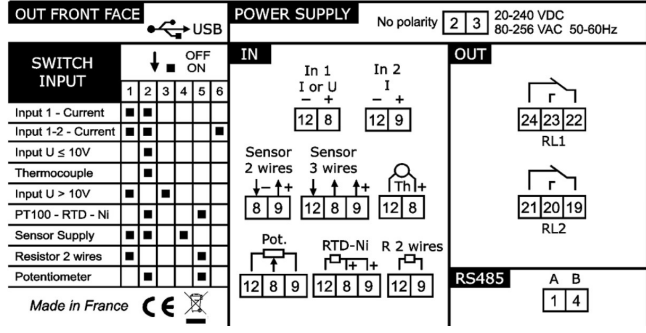 OUT FRONT FACE
USB
SWITCH
INPUT
OFF
ON
1 2 3 4 5 6
Input 1 - Current
Input 1-2 - Current
Input U ≤ 10V
Thermocouple
Input U > 10V
PT100 - RTD - Ni
Sensor Supply
Resistor 2 wires
Potentiometer
Made in France CE
POWER SUPPLY
No polarity 2 3 20-240 VDC
80-256 VAC 50-60Hz
IN
In 1
I or U
- +
12 8
In 2
I
- +
12 9
Sensor
2 wires
- +
8 9
Sensor
3 wires
+
12 8 9
Th +
12 8
Pot.
12 8 9
RTD-Ni
+ +
12 8 9
R 2 wires
12 9
OUT
24 23 22
RL1
21 20 19
RL2
RS485
A B
1 4